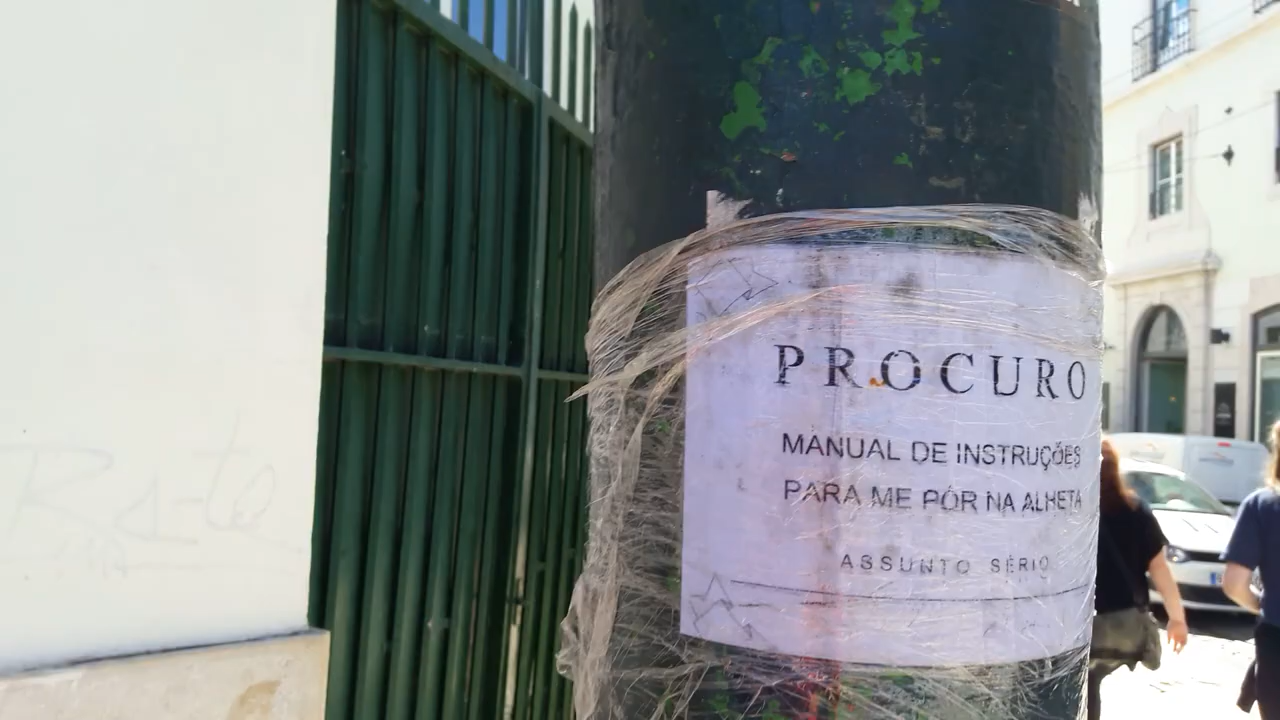 PROCURO
MANUAL DE INSTRUÇÕES
PARA ME PÔR NA ALHETA
ASSUNTO SÉRIO